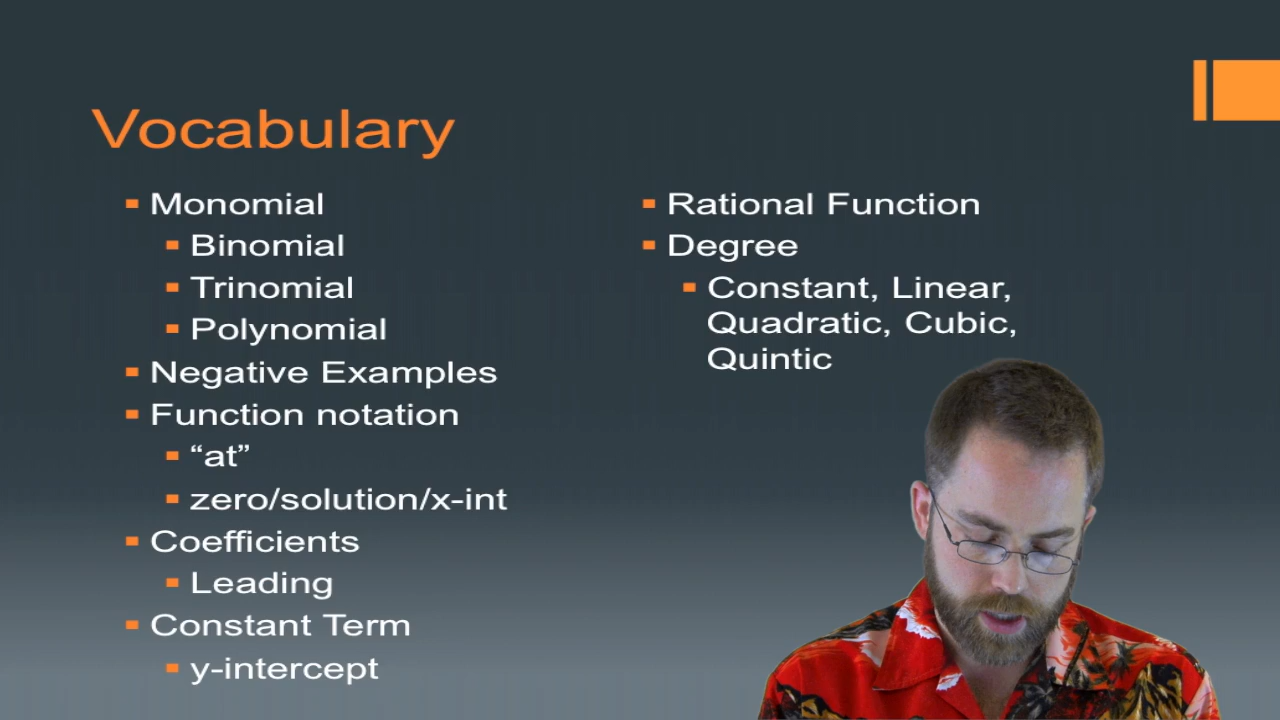 Vocabulary
Monomial
Binomial
Trinomial
Polynomial
Negative Examples
Function notation
“at”
zero/solution/x-int
Coefficients
Leading
Constant Term
y-intercept
Rational Function
Degree
Constant, Linear,
Quadratic, Cubic,
Quintic